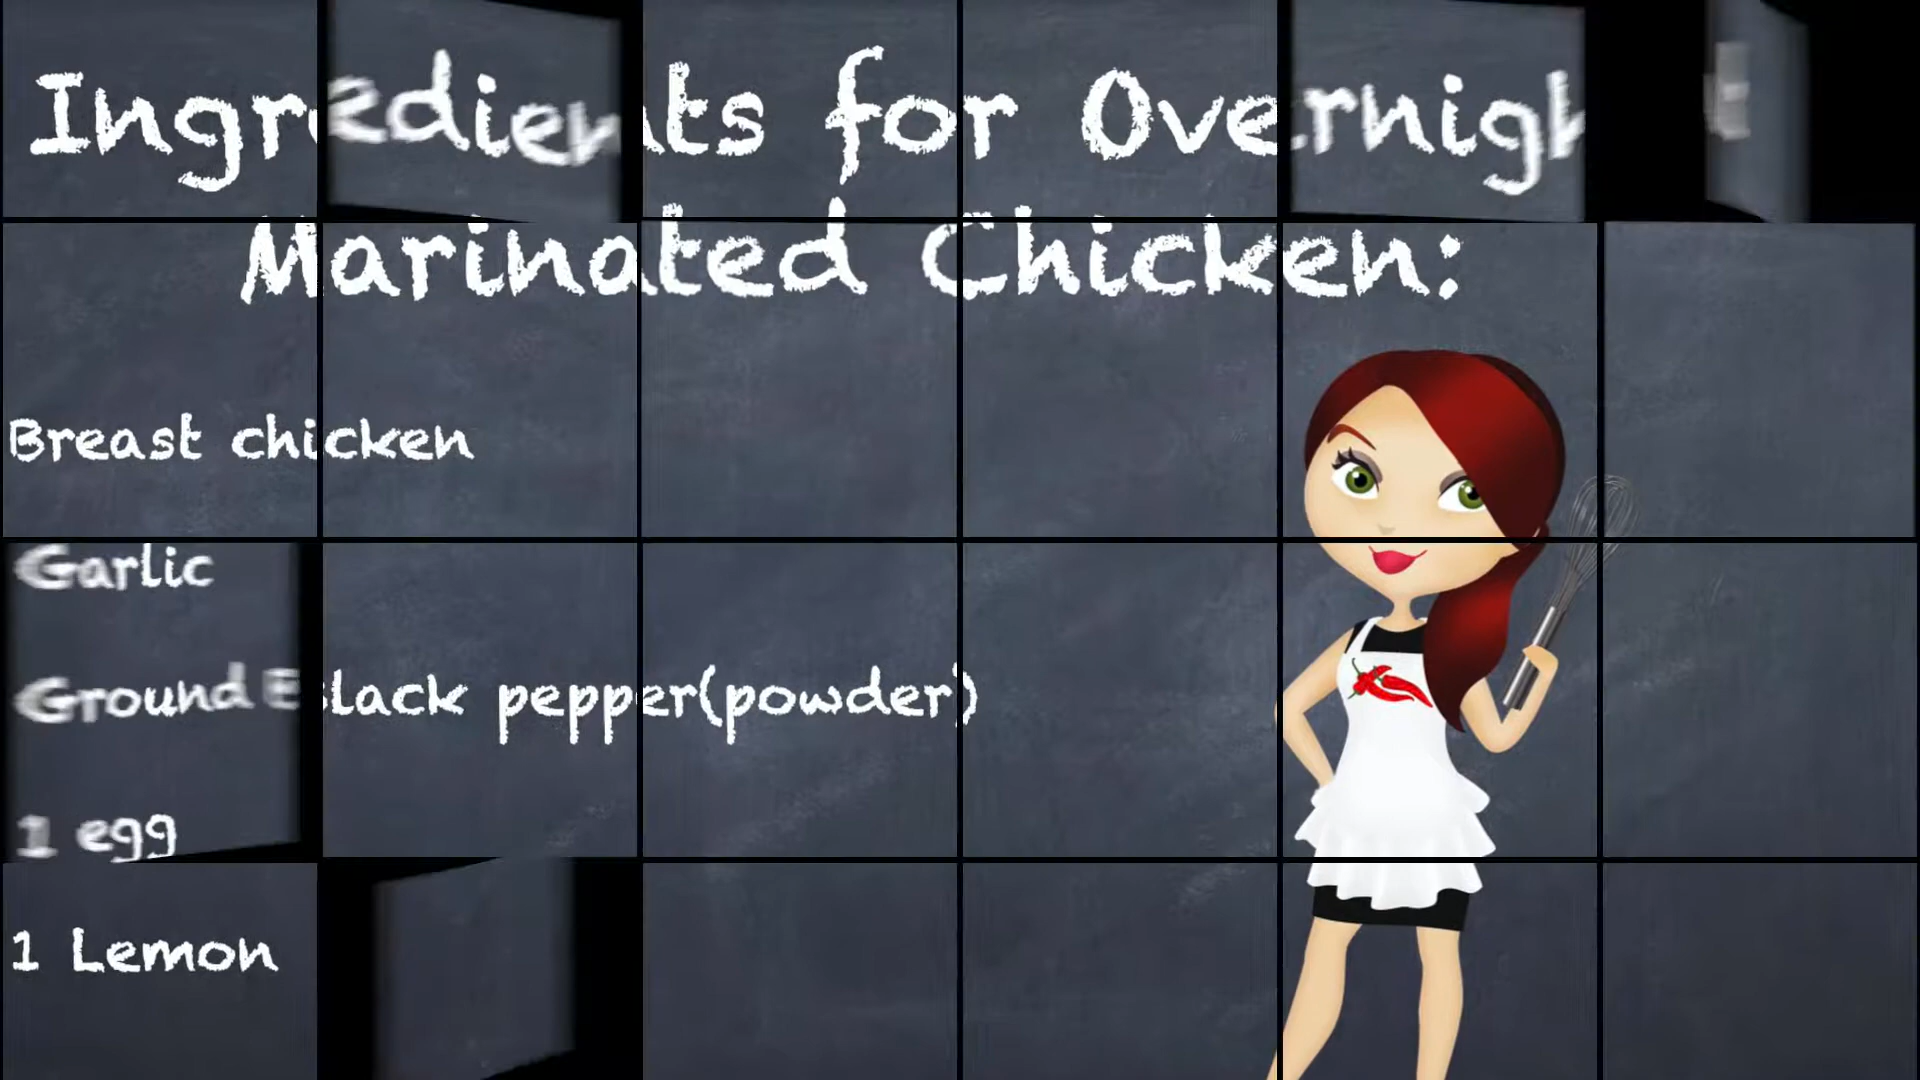 Ingredients for Overnight
Marinated Chicken:
Breast chicken
Garlic
Ground Black pepper(powder)
1 egg
1 Lemon